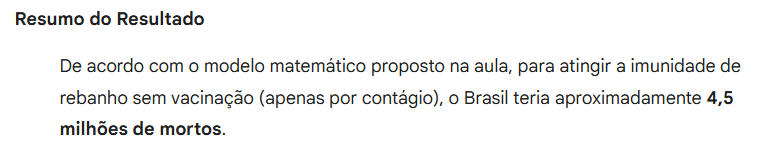 Resumo do Resultado
De acordo com o modelo matemático proposto na aula, para atingir a imunidade de
rebanho sem vacinação (apenas por contágio), o Brasil teria aproximadamente 4,5
milhões de mortos.